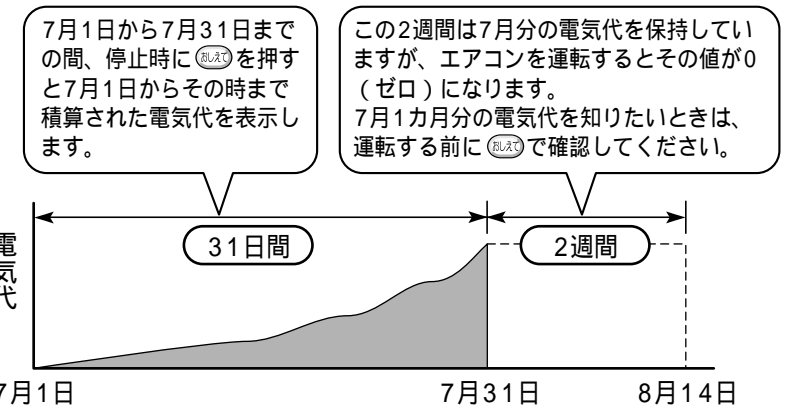 7月1日から7月31日まで
の間、停止時に おしえて を押す
と7月1日からその時まで
積算された電気代を表示し
ます。
この2週間は7月分の電気代を保持してい
ますが、エアコンを運転するとその値が0
（ゼロ）になります。
7月1カ月分の電気代を知りたいときは、
運転する前に おしえて で確認してください。
電気代
31日間
2週間
7月1日
7月31日
8月14日